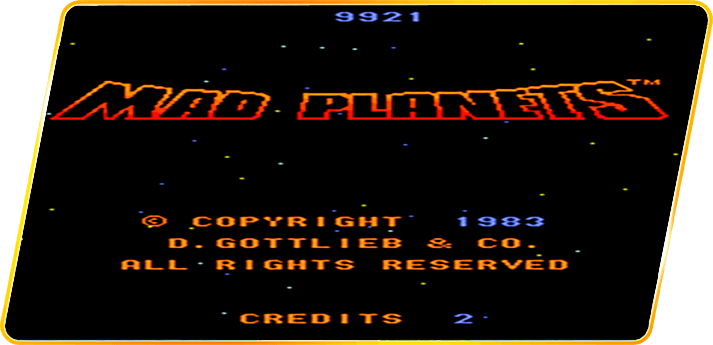 9921
MAD PLANETS™
© COPYRIGHT 1983
D. GOTTLIEB & CO.
ALL RIGHTS RESERVED
CREDITS 2